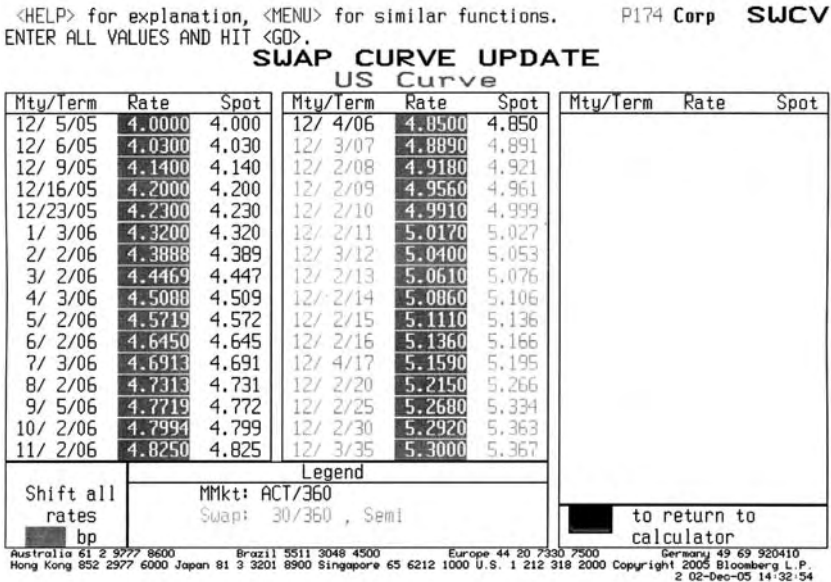 <HELP> for explanation, <MENU> for similar functions. P174 Corp SWCV
ENTER ALL VALUES AND HIT <GO>.
SWAP CURVE UPDATE
US Curve
Mty/Term Rate Spot Mty/Term Rate Spot Mty/Term Rate Spot
12/ 5/05 4.0000 4.000 12/ 4/06 4.8500 4.850
12/ 6/05 4.0300 4.030 12/ 3/07 4.8890 4.891
12/ 9/05 4.1400 4.140 12/ 2/08 4.9180 4.921
12/16/05 4.2000 4.200 12/ 2/09 4.9560 4.961
12/23/05 4.2300 4.230 12/ 2/10 4.9910 4.999
1/ 3/06 4.3200 4.320 12/ 2/11 5.0170 5.027
2/ 2/06 4.3888 4.389 12/ 3/12 5.0400 5.053
3/ 2/06 4.4469 4.447 12/ 2/13 5.0610 5.076
4/ 3/06 4.5088 4.509 12/ 2/14 5.0860 5.106
5/ 2/06 4.5719 4.572 12/ 2/15 5.1110 5.136
6/ 2/06 4.6450 4.645 12/ 2/16 5.1360 5.166
7/ 3/06 4.6913 4.691 12/ 4/17 5.1590 5.195
8/ 2/06 4.7313 4.731 12/ 2/20 5.2150 5.266
9/ 5/06 4.7719 4.772 12/ 2/25 5.2680 5.334
10/ 2/06 4.7994 4.799 12/ 2/30 5.2920 5.363
11/ 2/06 4.8250 4.825 12/ 3/35 5.3000 5.367
Legend
Shift all MMkt: ACT/360
rates Swap: 30/360 , Semi to return to
bp calculator
Australia 61 2 9777 8600 Brazil 5511 3048 4500 Europe 44 20 7330 7500 Germany 49 69 920410
Hong Kong 852 2977 6000 Japan 81 3 3201 8900 Singapore 65 6212 1000 U.S. 1 212 318 2000 Copyright 2005 Bloomberg L.P.
2 02-Dec-05 14:32:54